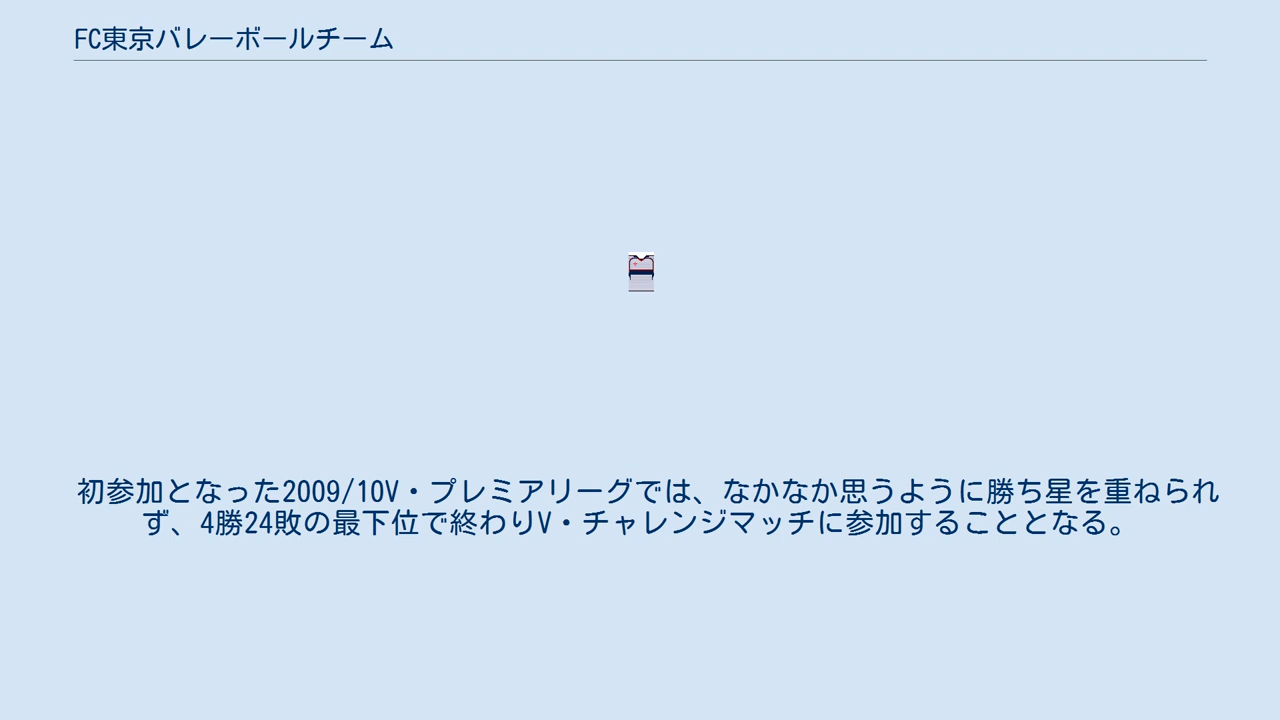 FC東京バレーボールチーム
初参加となった2009/10V・プレミアリーグでは、なかなか思うように勝ち星を重ねられ
ず、4勝24敗の最下位で終わりV・チャレンジマッチに参加することとなる。